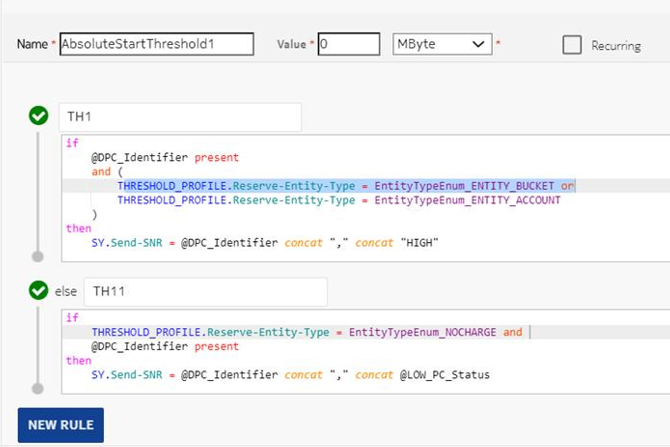 Name * AbsoluteStartThreshold1 Value * 0 MByte * Recurring
TH1
if
@DPC_Identifier present
and (
THRESHOLD_PROFILE.Reserve-Entity-Type = EntityTypeEnum_ENTITY_BUCKET or
THRESHOLD_PROFILE.Reserve-Entity-Type = EntityTypeEnum_ENTITY_ACCOUNT
)
then
SY.Send-SNR = @DPC_Identifier concat "," concat "HIGH"
else TH11
if
THRESHOLD_PROFILE.Reserve-Entity-Type = EntityTypeEnum_NOCHARGE and
@DPC_Identifier present
then
SY.Send-SNR = @DPC_Identifier concat "," concat @LOW_PC_Status
NEW RULE